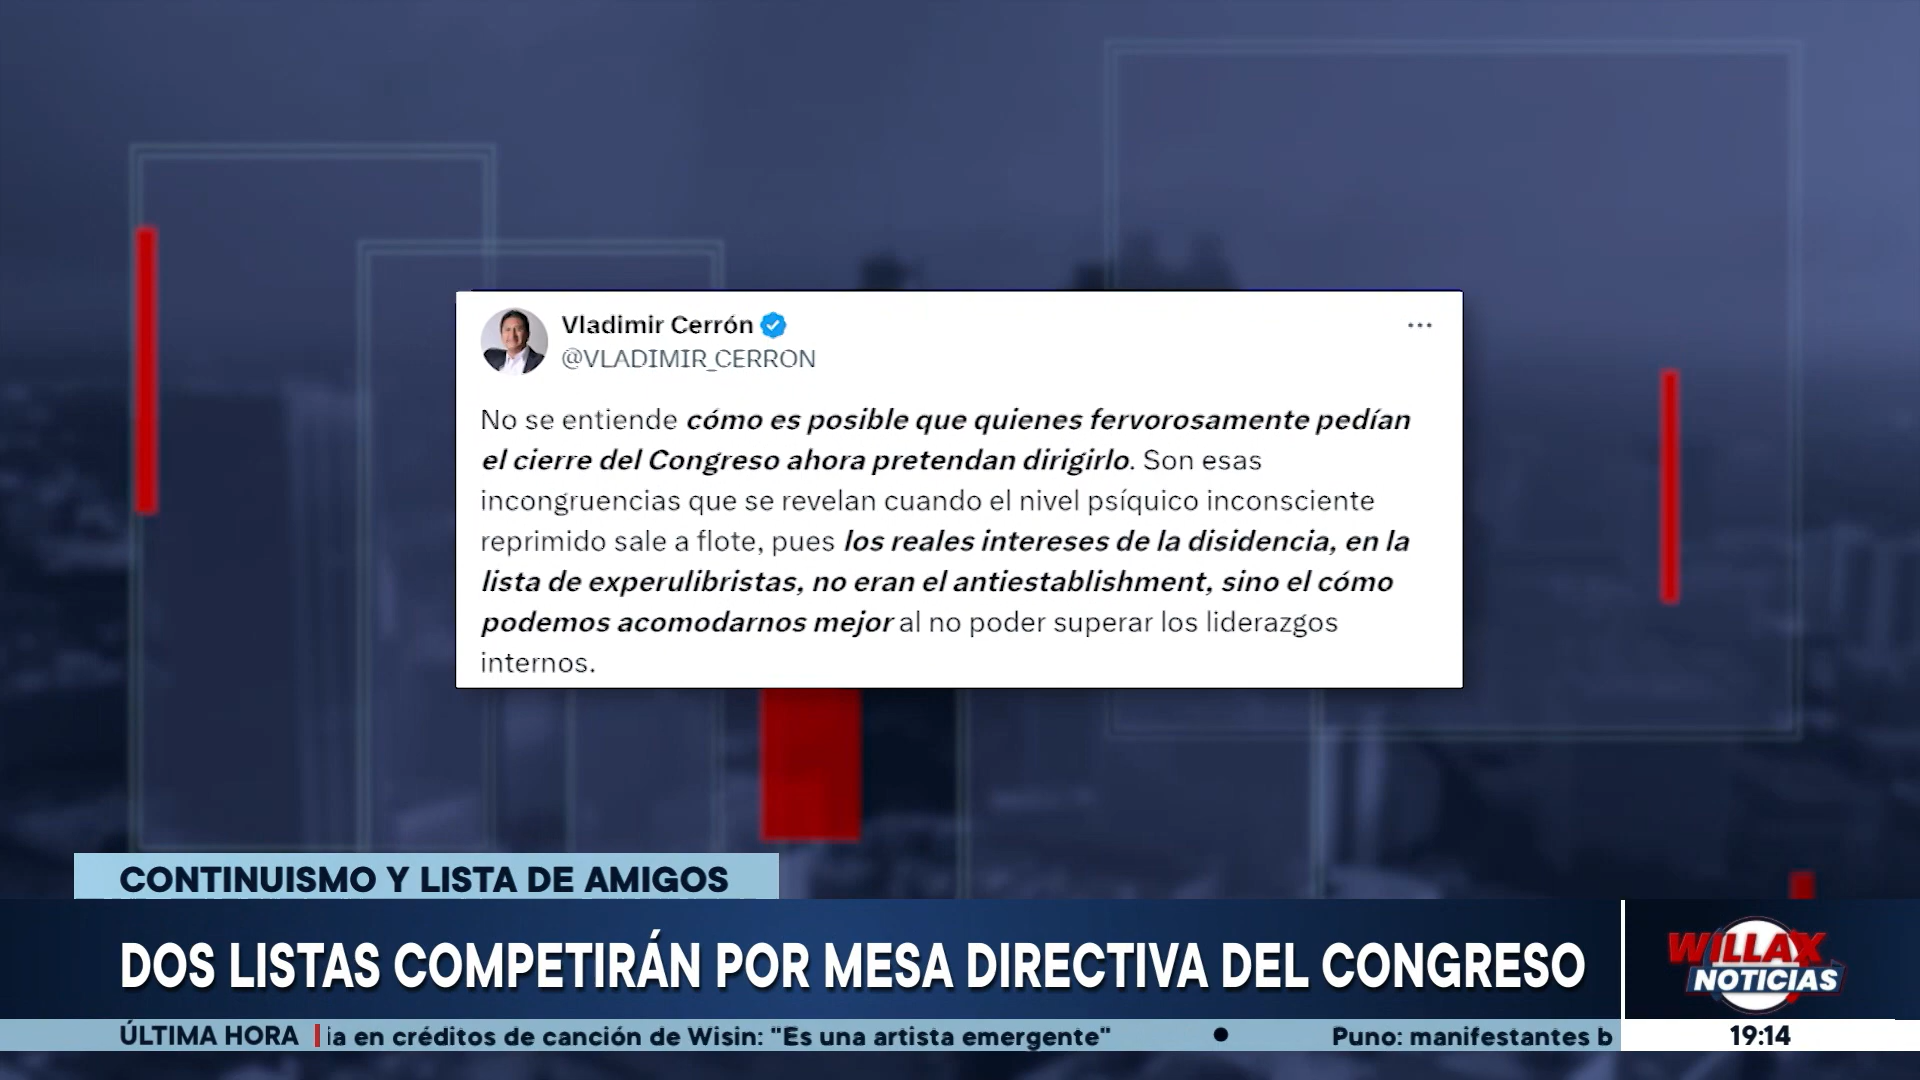 Vladimir Cerrón
@VLADIMIR_CERRON
No se entiende cómo es posible que quienes fervorosamente pedían
el cierre del Congreso ahora pretendan dirigirlo. Son esas
incongruencias que se revelan cuando el nivel psíquico inconsciente
reprimido sale a flote, pues los reales intereses de la disidencia, en la
lista de experulibristas, no eran el antiestablishment, sino el cómo
podemos acomodarnos mejor al no poder superar los liderazgos
internos.
CONTINUISMO Y LISTA DE AMIGOS
DOS LISTAS COMPETIRÁN POR MESA DIRECTIVA DEL CONGRESO
WILLAX
NOTICIAS
ÚLTIMA HORA ia en créditos de canción de Wisin: "Es una artista emergente" • Puno: manifestantes b
19:14